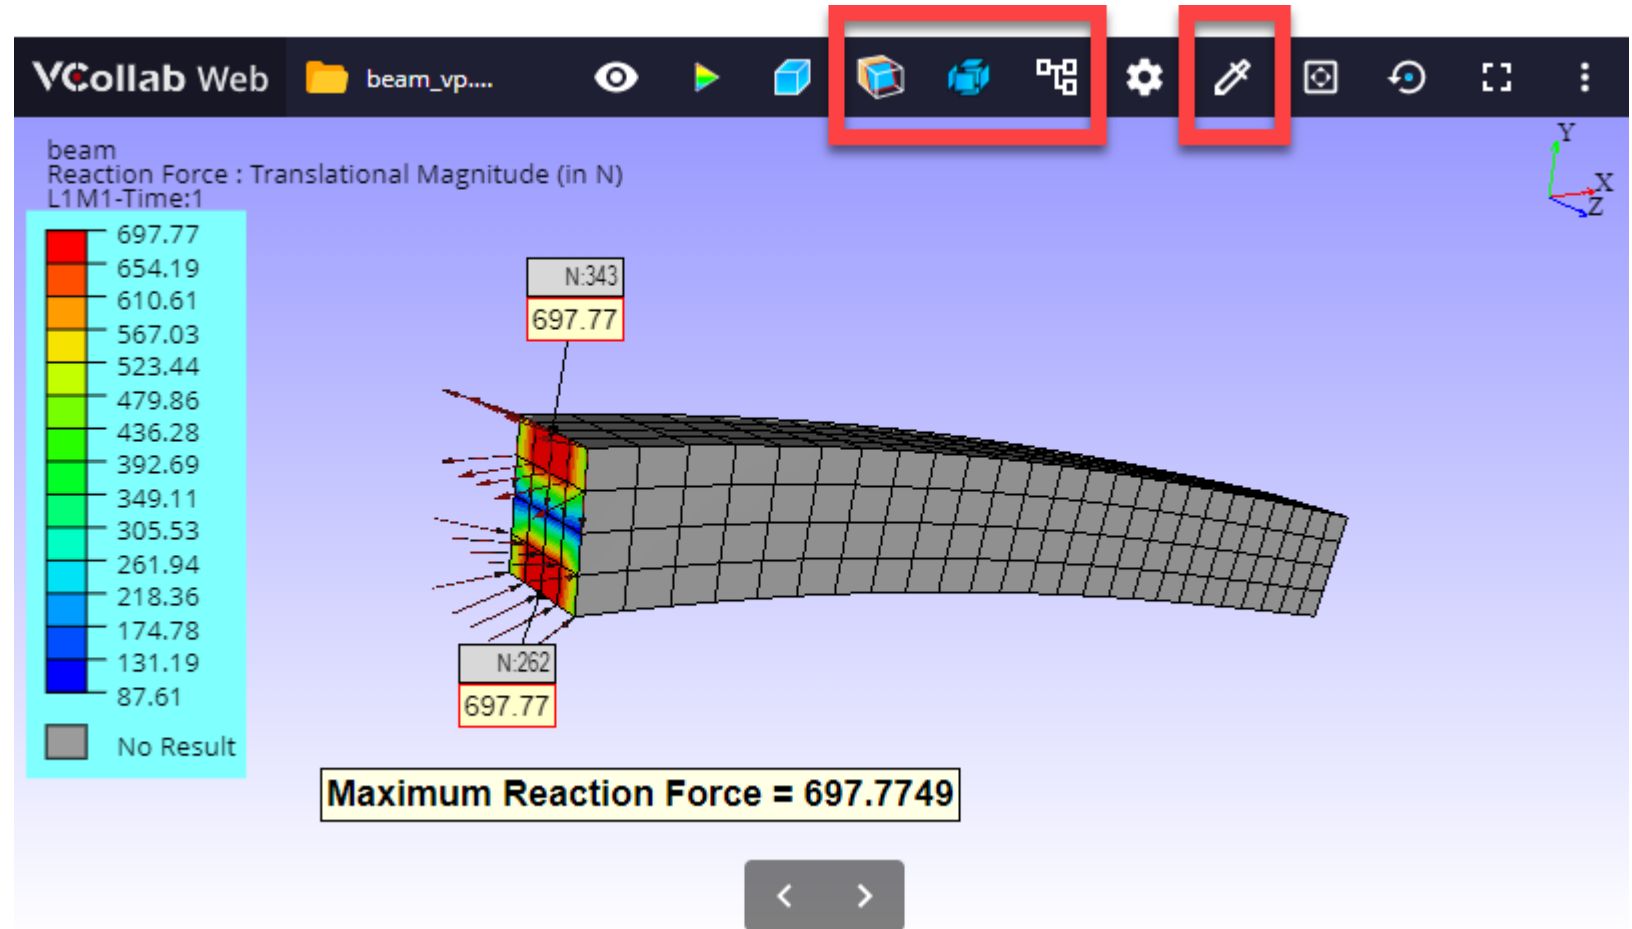 VCollab Web
beam_vp....
beam
Reaction Force : Translational Magnitude (in N)
L1M1-Time:1
697.77
654.19
610.61
567.03
523.44
479.86
436.28
392.69
349.11
305.53
261.94
218.36
174.78
131.19
87.61
No Result
Y
X
Z
N:343
697.77
N:262
697.77
Maximum Reaction Force = 697.7749